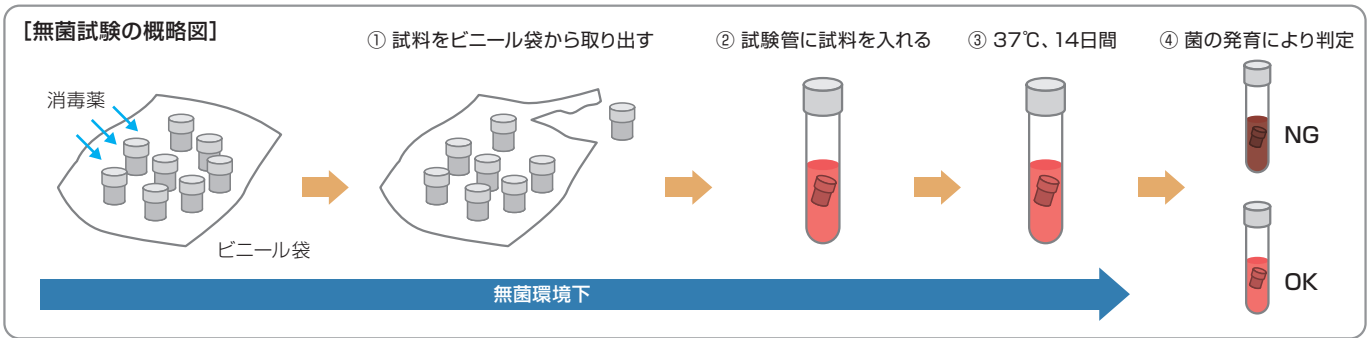 [無菌試験の概略図]
① 試料をビニール袋から取り出す
② 試験管に試料を入れる
③ 37℃、14日間
④ 菌の発育により判定
消毒薬
ビニール袋
NG
OK
無菌環境下